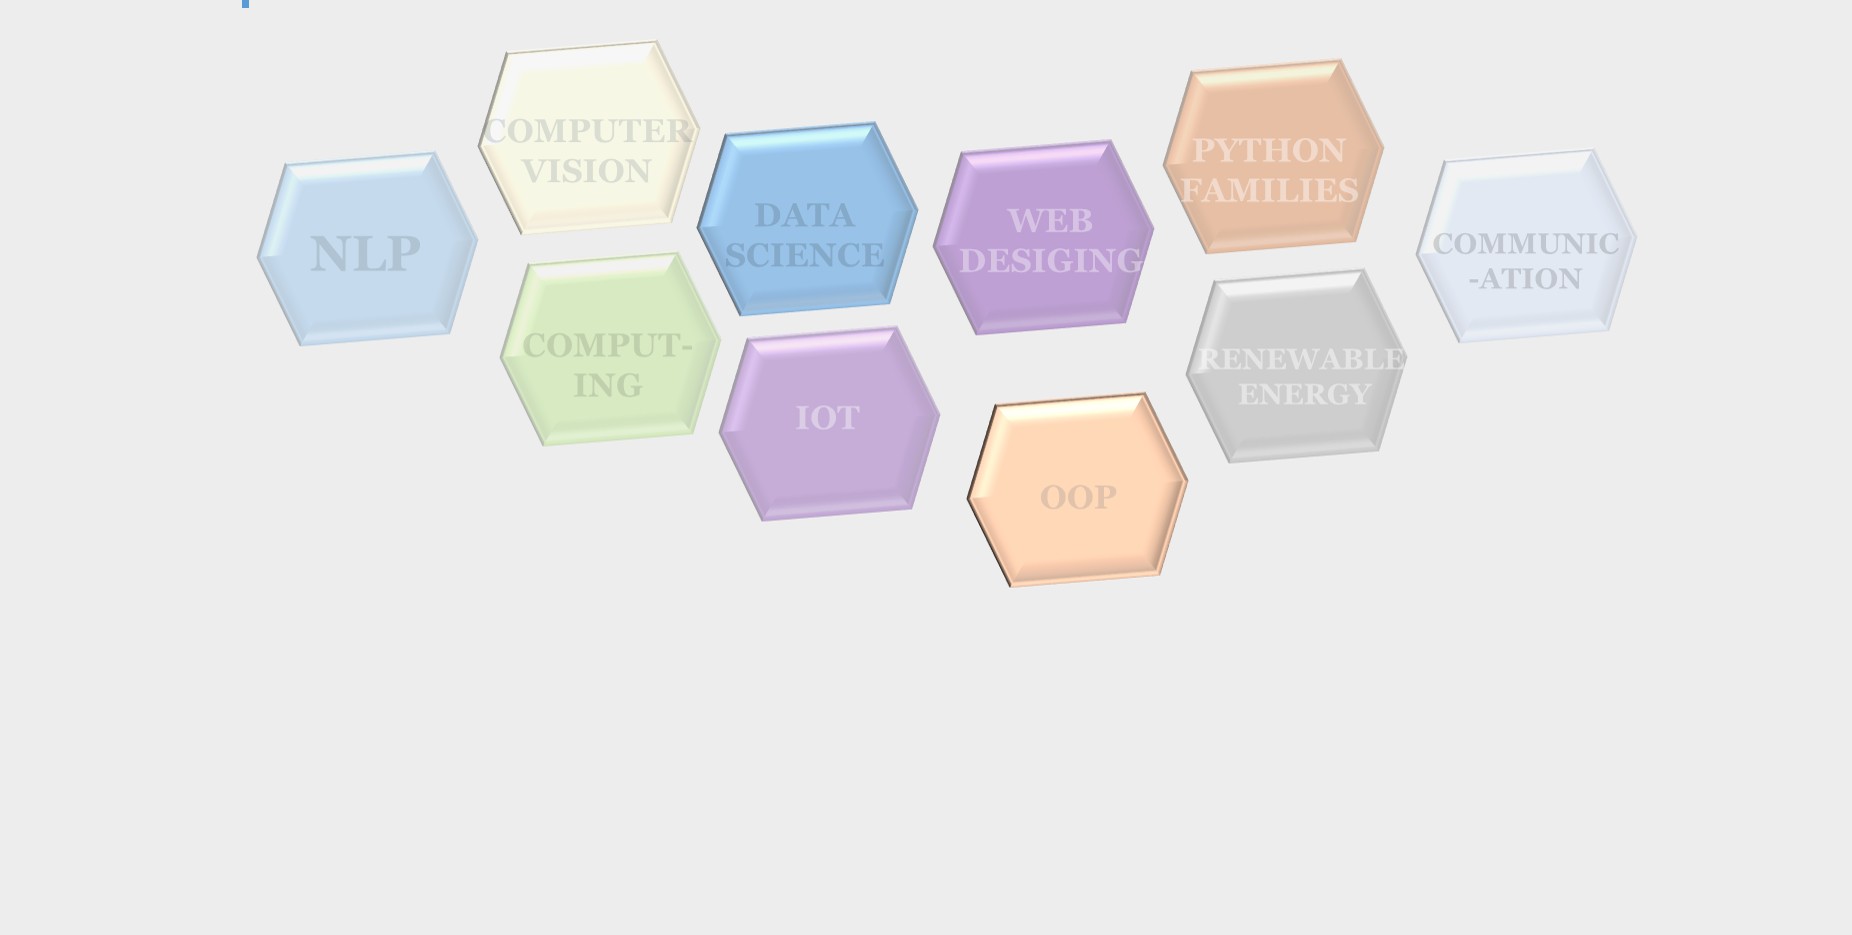 NLP
COMPUTER
VISION
COMPUT-
ING
DATA
SCIENCE
IOT
WEB
DESIGING
OOP
PYTHON
FAMILIES
RENEWABLE
ENERGY
COMMUNIC
-ATION